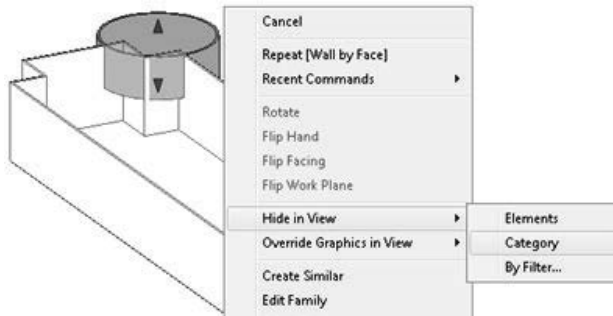 Cancel
Repeat [Wall by Face]
Recent Commands
Rotate
Flip Hand
Flip Facing
Flip Work Plane
Hide in View
Override Graphics in View
Create Similar
Edit Family
Elements
Category
By Filter...